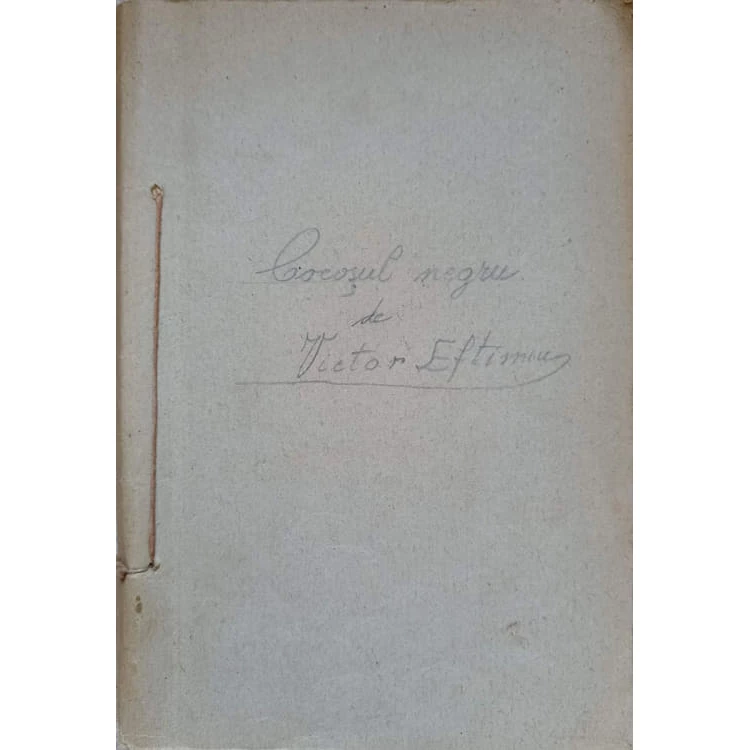 Cocoșul negru
de
Victor Eftimiu